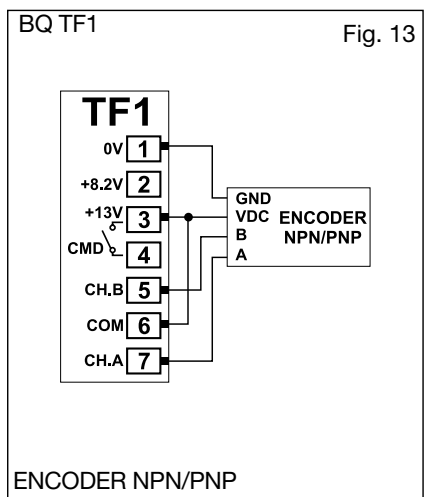 BQ TF1
Fig. 13
TF1
0V 1
+8.2V 2
+13V 3
CMD 4
CH.B 5
COM 6
CH.A 7
GND
VDC
B
A
ENCODER
NPN/PNP
ENCODER NPN/PNP